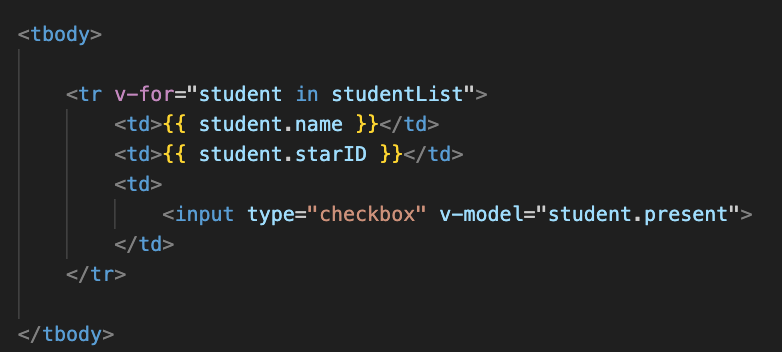 <tbody>
<tr v-for="student in studentList">
<td>{{ student.name }}</td>
<td>{{ student.starID }}</td>
<td>
<input type="checkbox" v-model="student.present">
</td>
</tr>
</tbody>